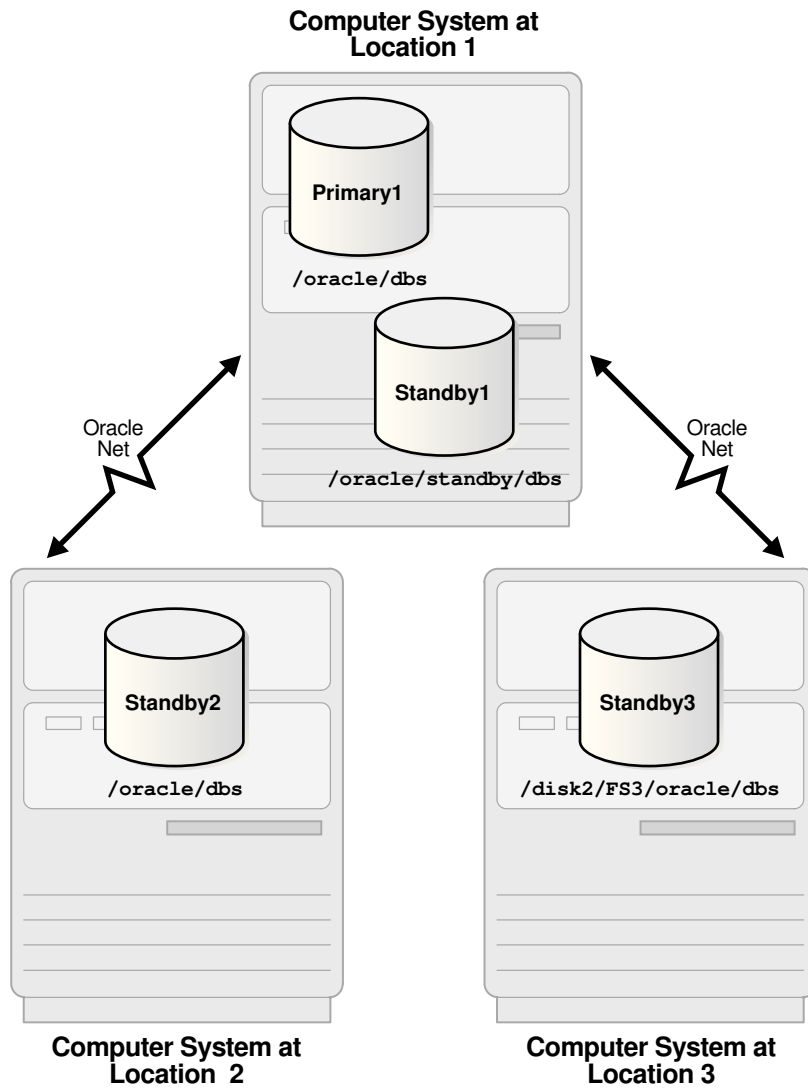 Computer System at
Location 1
Primary1
/oracle/dbs
Standby1
/oracle/standby/dbs
Oracle
Net
Oracle
Net
Standby2
/oracle/dbs
Standby3
/disk2/FS3/oracle/dbs
Computer System at
Location 2
Computer System at
Location 3